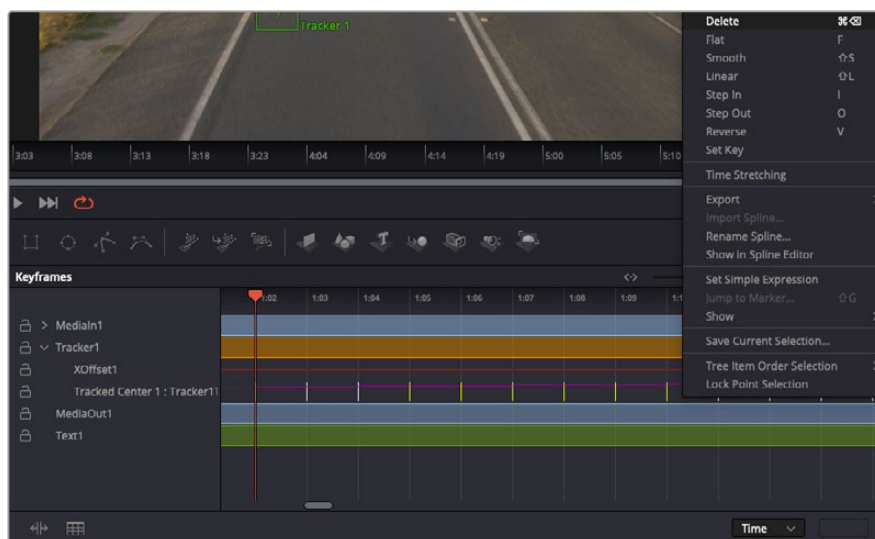 Tracker 1
Delete ⌘⌫
Flat F
Smooth ⇧S
Linear ⇧L
Step In I
Step Out O
Reverse V
Set Key
Time Stretching
Export
Import Spline...
Rename Spline...
Show in Spline Editor
Set Simple Expression
Jump to Marker... ⇧G
Show
Save Current Selection...
Tree Item Order Selection
Lock Point Selection
3:03 3:08 3:13 3:18 3:23 4:04 4:09 4:14 4:19 5:00 5:05 5:10
Keyframes
1:02 1:03 1:04 1:05 1:06 1:07 1:08 1:09
MediaIn1
Tracker1
XOffset1
Tracked Center 1 : Tracker1
MediaOut1
Text1
Time